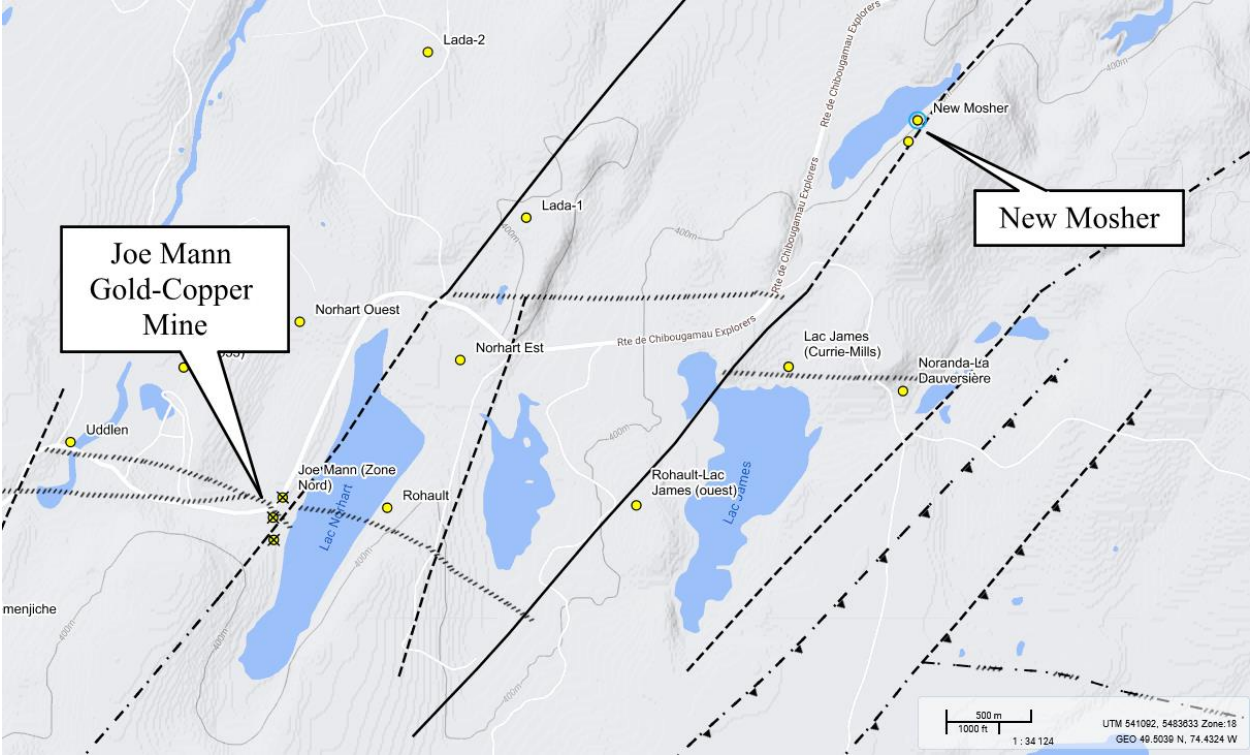 Lada-2
New Mosher
Rte de Chibougamau Explorers
400m
New Mosher
Rte de Chibougamau Explorers
Lada-1
400m
400m
Joe Mann
Gold-Copper
Mine
Norhart Ouest
Norhart Est
Rte de Chibougamau Explorers
Lac James
(Currie-Mills)
Noranda-La
Dauversière
Uddlen
400m
Joe Mann (Zone
Nord)
Lac Norhart
Rohault
Rohault-Lac
James (ouest)
Lac James
400m
menjiche
400m
400m
400m
500 m
1000 ft
1 : 34 124
UTM 541092, 5483633 Zone:18
GEO 49.5039 N, 74.4324 W